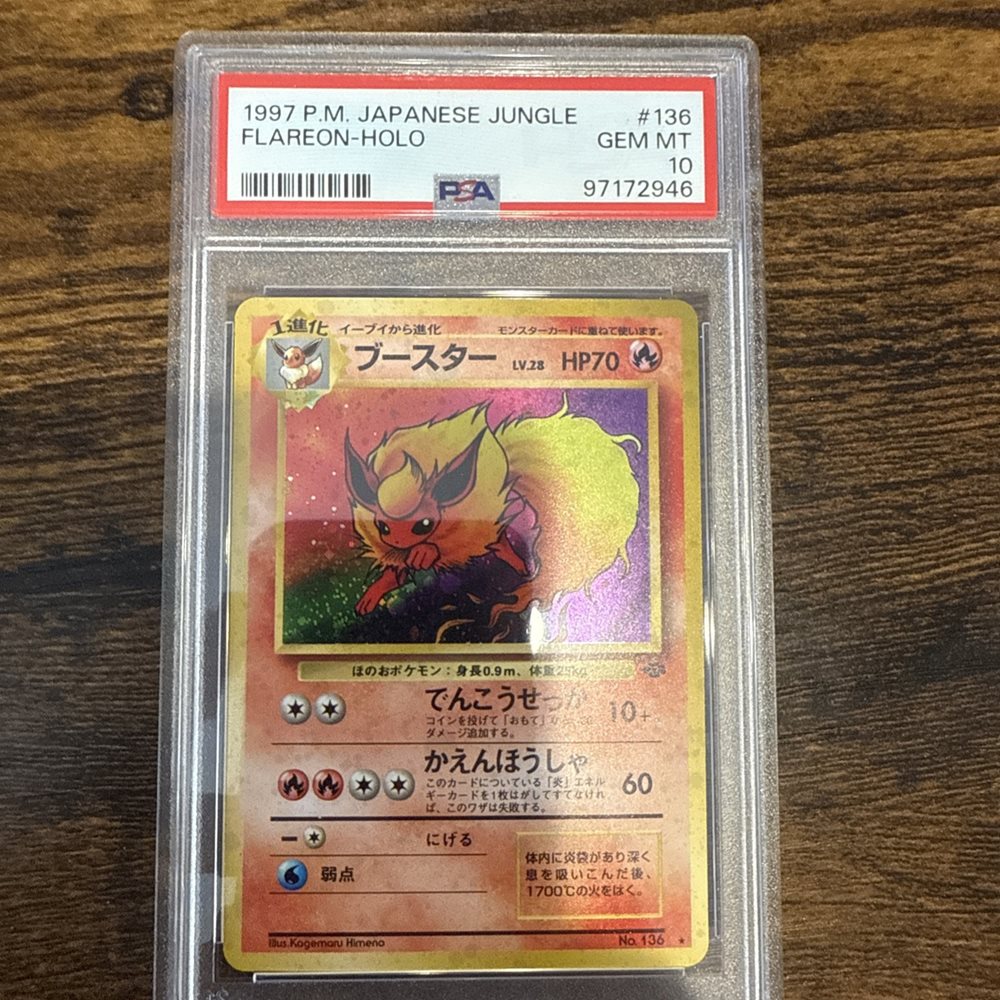 1997 P.M. JAPANESE JUNGLE #136
FLAREON-HOLO GEM MT
10
PSA 97172946
1進化 イーブイから進化 モンスターカードに重ねて使います。
ブースター LV.28 HP70
ほのおポケモン：身長0.9m、体重25kg
でんこうせっか 10+
コインを投げて「おもて」な
ダメージ追加する。
かえんほうしゃ 60
このカードについている「炎」エネル
ギーカードを1枚はがしてすてなけれ
ば、このワザは失敗する。
ー にげる
弱点
体内に炎袋があり深く
息を吸いこんだ後、
1700℃の火をはく。
Illus.Kagemaru Himeno No. 136 ★